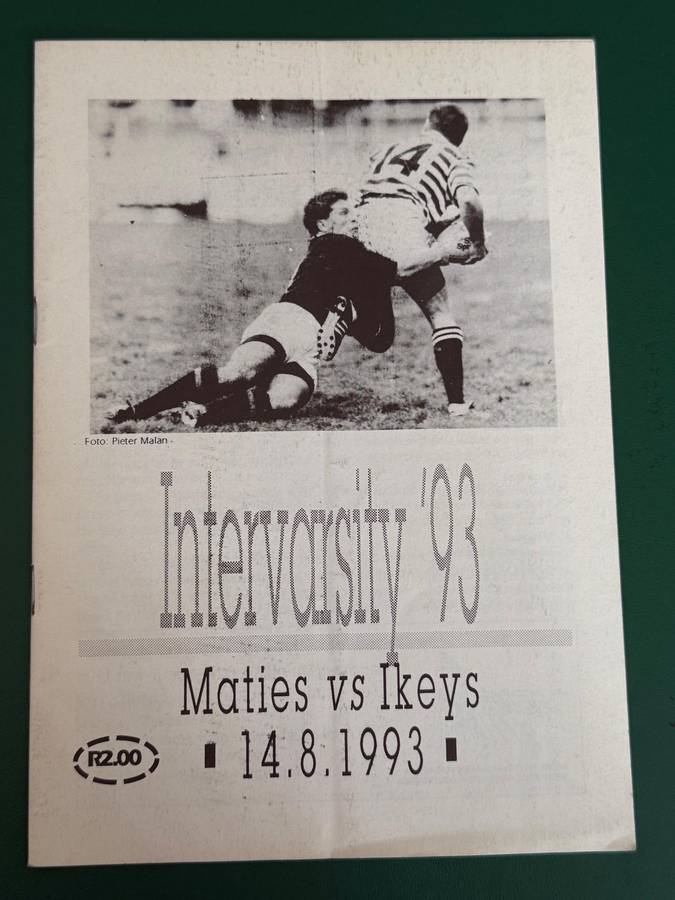 14
Foto: Pieter Malan
Intervarsity '93
Maties vs Ikeys
R2.00
14.8.1993